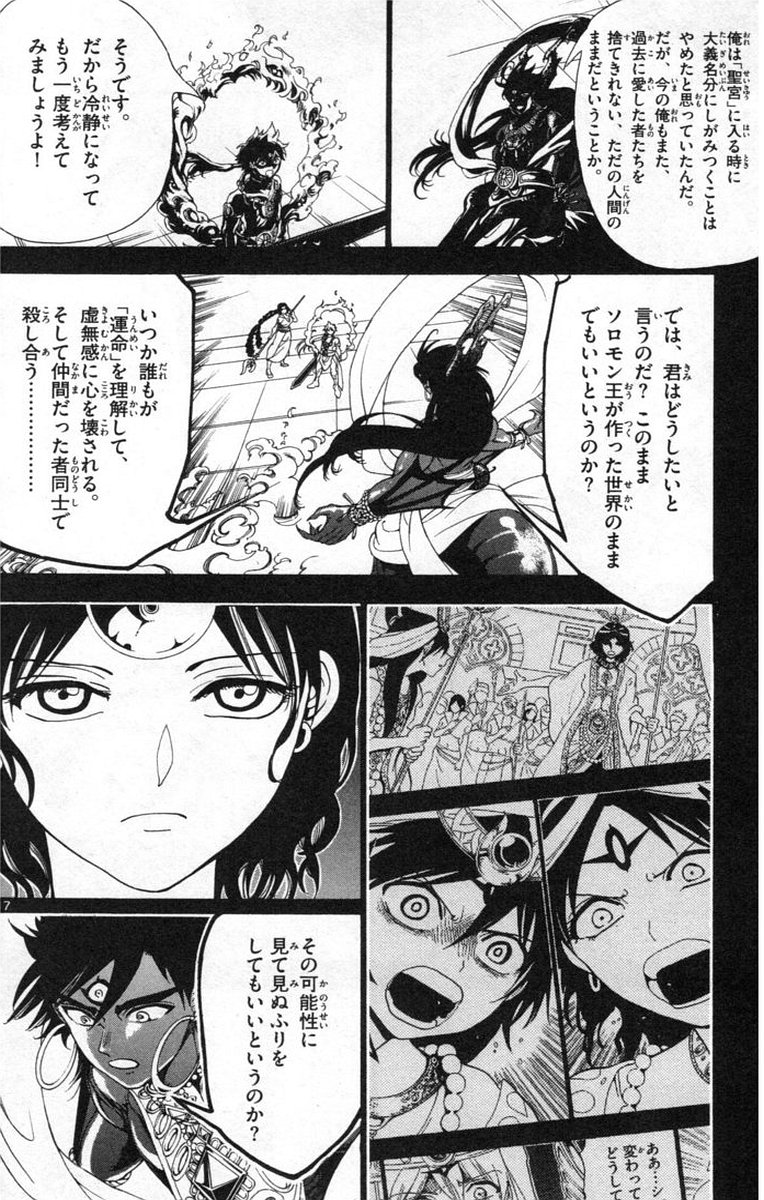 俺は「聖宮」に入る時に
大義名分にしがみつくことは
やめたと思っていたんだ。
だが、今の俺もまた、
過去に愛した者たちを
捨てきれない、ただの人間の
ままだということか。
そうです。
だから冷静になって
もう一度考えて
みましょうよ！
では、君はどうしたいと
言うのだ？このまま
ソロモン王が作った世界のまま
でもいいというのか？
いつか誰もが
「運命」を理解して、
虚無感に心を壊される。
そして仲間だった者同士で
殺し合う……………
その可能性に
見て見ぬふりを
してもいいというのか？
ああ…
変わって
どうして
7